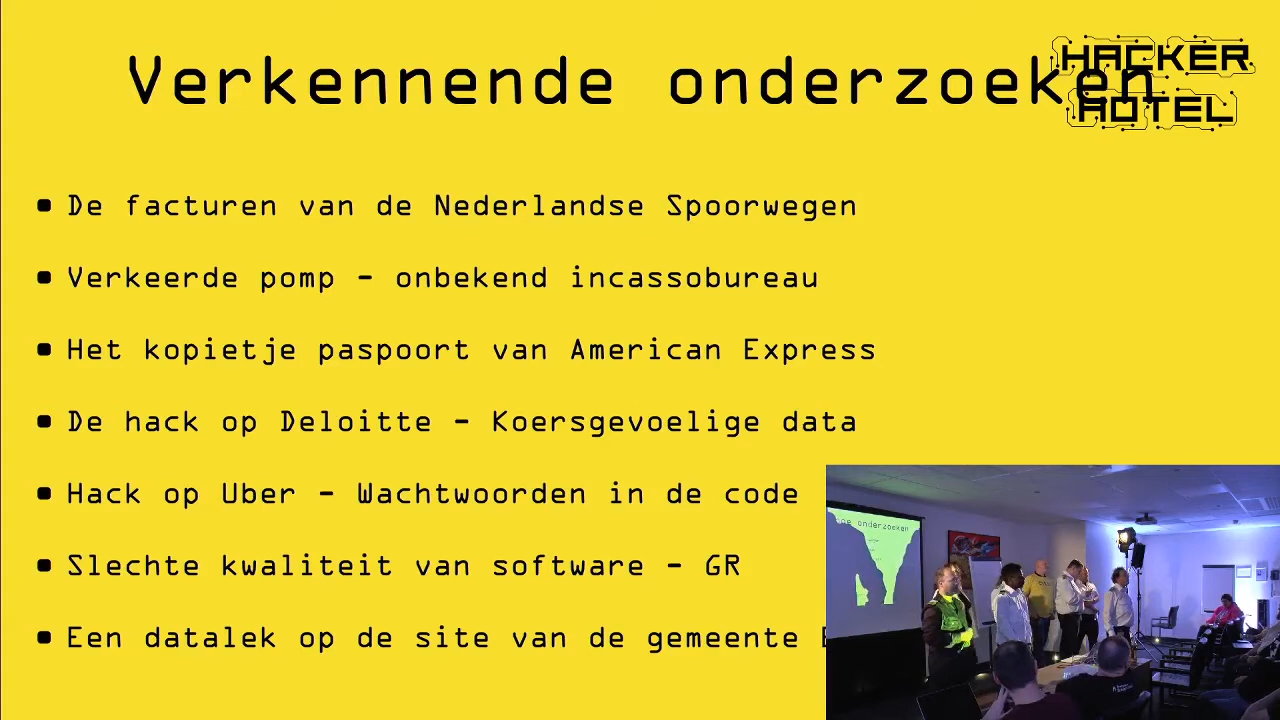 Verkennende onderzoeken
HACKER
HOTEL
De facturen van de Nederlandse Spoorwegen
Verkeerde pomp - onbekend incassobureau
Het kopietje paspoort van American Express
De hack op Deloitte - Koersgevoelige data
Hack op Uber - Wachtwoorden in de code
Slechte kwaliteit van software - GR
Een datalek op de site van de gemeente
onderzoeken